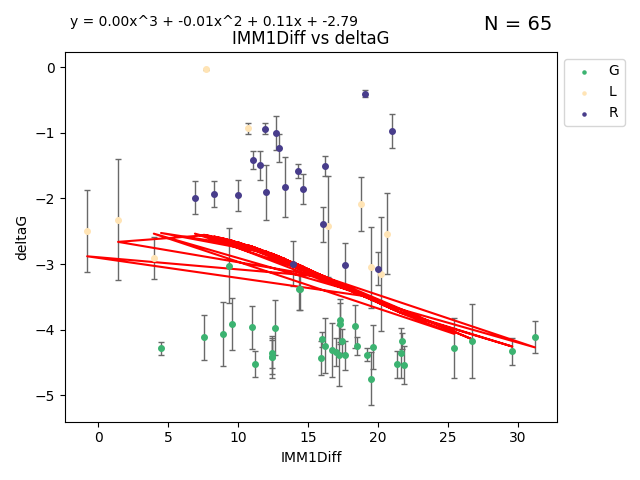 y = 0.00x^3 + -0.01x^2 + 0.11x + -2.79
N = 65
IMM1Diff vs deltaG
G
L
R
0
−1
−2
−3
−4
−5
deltaG
0 5 10 15 20 25 30
IMM1Diff